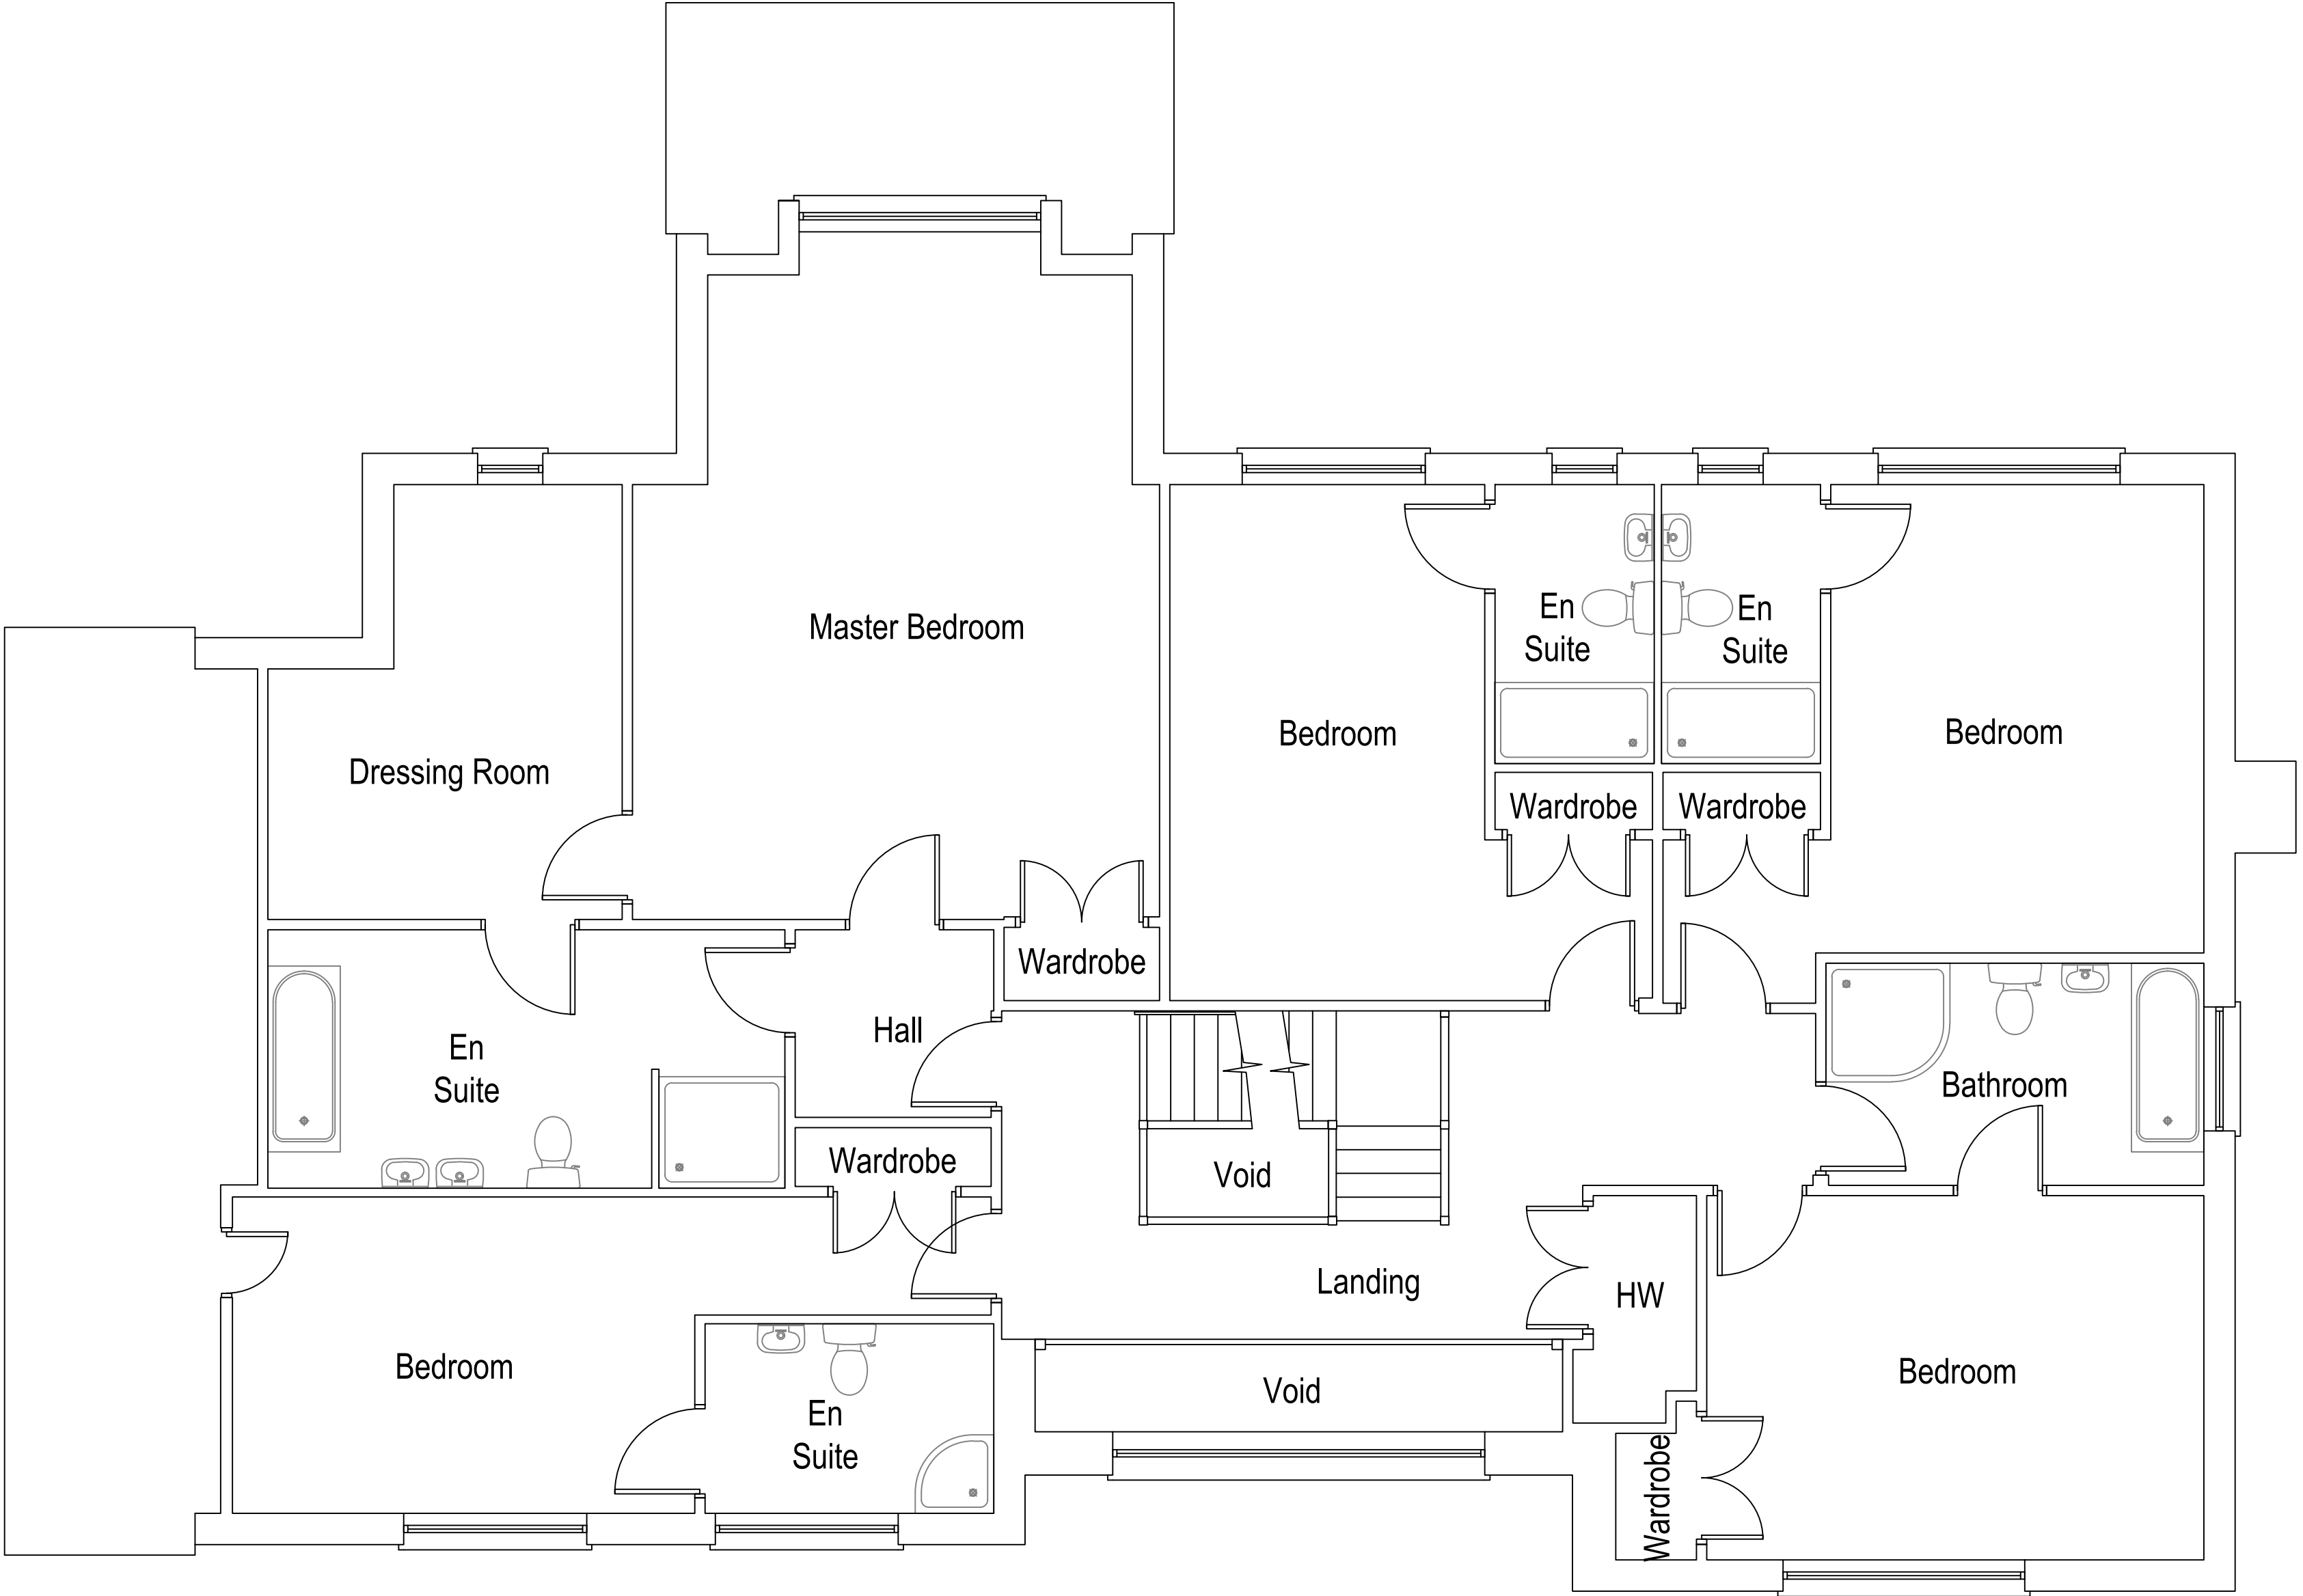 En
Suite
En
Suite
Master Bedroom
Bedroom
Bedroom
Dressing Room
Wardrobe
Wardrobe
Wardrobe
Hall
En
Suite
Bathroom
Wardrobe
Void
Landing
HW
Bedroom
Bedroom
Void
En
Suite
Wardrobe